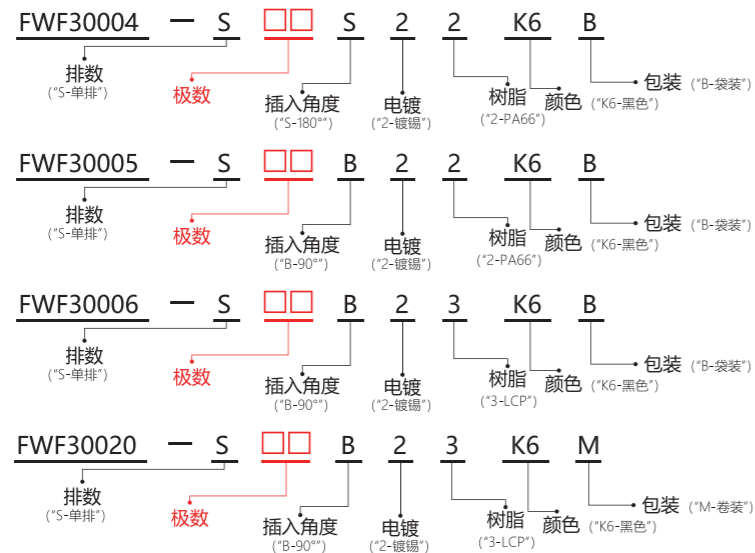 FWF30004 — S □□ S 2 2 K6 B
排数 极数 插入角度 电镀 树脂 颜色 包装 (“B-袋装”)
(“S-单排”) (“S-180°”) (“2-镀锡”) (“2-PA66”) (“K6-黑色”)
FWF30005 — S □□ B 2 2 K6 B
排数 极数 插入角度 电镀 树脂 颜色 包装 (“B-袋装”)
(“S-单排”) (“B-90°”) (“2-镀锡”) (“2-PA66”) (“K6-黑色”)
FWF30006 — S □□ B 2 3 K6 B
排数 极数 插入角度 电镀 树脂 颜色 包装 (“B-袋装”)
(“S-单排”) (“B-90°”) (“2-镀锡”) (“3-LCP”) (“K6-黑色”)
FWF30020 — S □□ B 2 3 K6 M
排数 极数 插入角度 电镀 树脂 颜色 包装 (“M-卷装”)
(“S-单排”) (“B-90°”) (“2-镀锡”) (“3-LCP”) (“K6-黑色”)